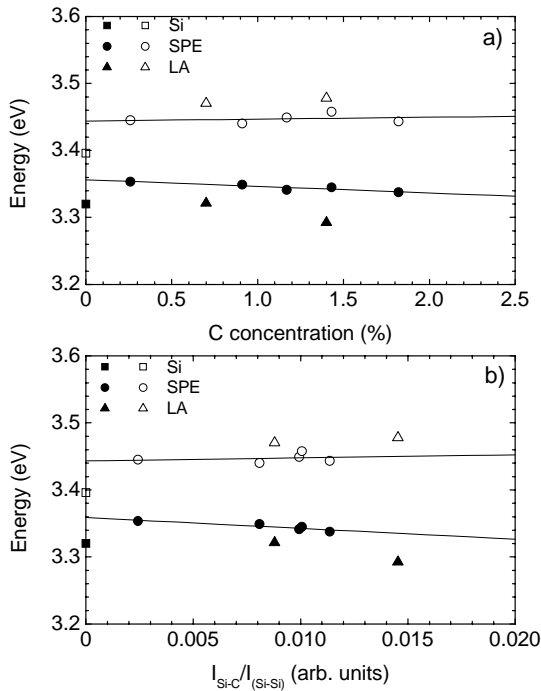 3.6
■ □ Si
● ○ SPE
▲ △ LA
a)
3.5
3.4
3.3
3.2
Energy (eV)
0 0.5 1.0 1.5 2.0 2.5
C concentration (%)
3.6
■ □ Si
● ○ SPE
▲ △ LA
b)
3.5
3.4
3.3
3.2
Energy (eV)
0 0.005 0.010 0.015 0.020
I_Si-C/I_(Si-Si) (arb. units)